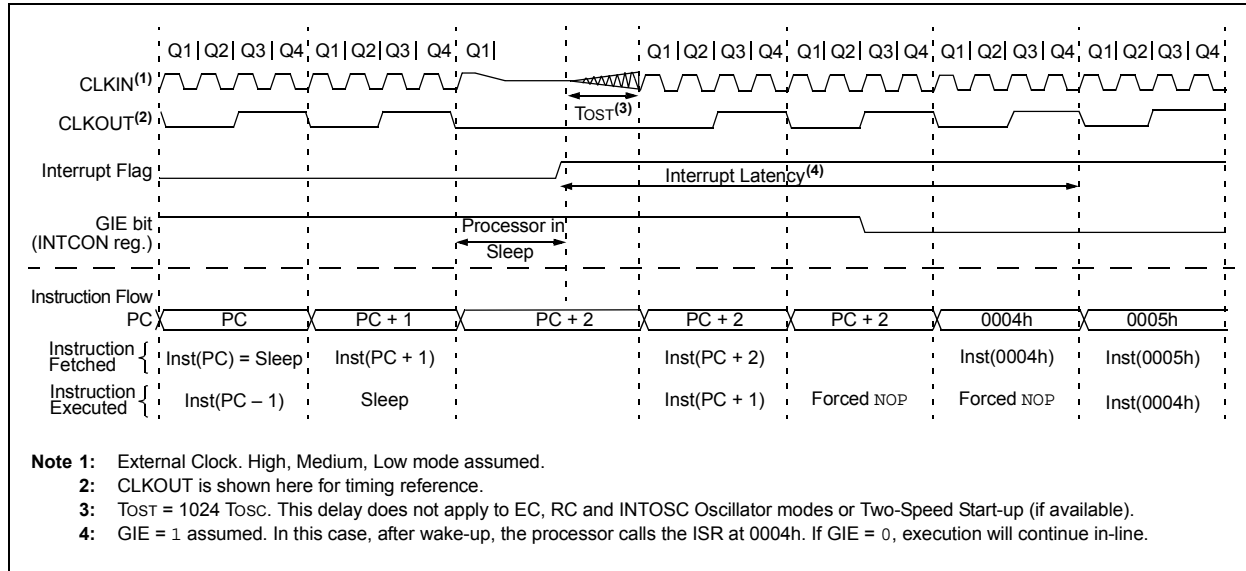 Q1 Q2 Q3 Q4 Q1 Q2 Q3 Q4 Q1 Q1 Q2 Q3 Q4 Q1 Q2 Q3 Q4 Q1 Q2 Q3 Q4 Q1 Q2 Q3 Q4
CLKIN(1)
TOST(3)
CLKOUT(2)
Interrupt Flag
Interrupt Latency(4)
GIE bit
(INTCON reg.)
Processor in
Sleep
Instruction Flow
PC PC PC + 1 PC + 2 PC + 2 PC + 2 0004h 0005h
Instruction
Fetched
Inst(PC) = Sleep Inst(PC + 1) Inst(PC + 2) Inst(0004h) Inst(0005h)
Instruction
Executed
Inst(PC – 1) Sleep Inst(PC + 1) Forced NOP Forced NOP Inst(0004h)
Note 1: External Clock. High, Medium, Low mode assumed.
2: CLKOUT is shown here for timing reference.
3: TOST = 1024 TOSC. This delay does not apply to EC, RC and INTOSC Oscillator modes or Two-Speed Start-up (if available).
4: GIE = 1 assumed. In this case, after wake-up, the processor calls the ISR at 0004h. If GIE = 0, execution will continue in-line.